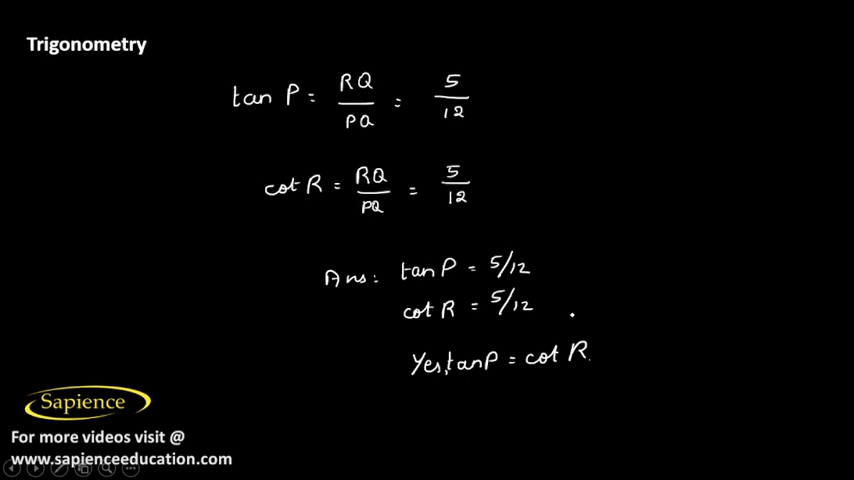 Trigonometry
tan P = RQ/PQ = 5/12
cot R = RQ/PQ = 5/12
Ans: tan P = 5/12
cot R = 5/12
Yes, tan P = cot R.
Sapience
For more videos visit @
www.sapienceeducation.com